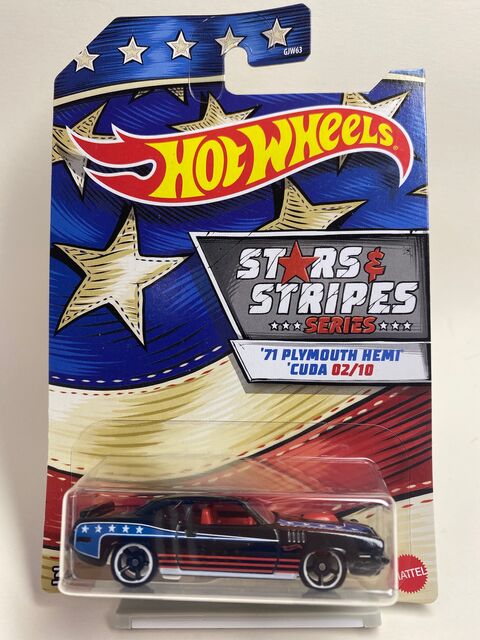 GJW63
HOT WHEELS
STARS &
STRIPES
SERIES
'71 PLYMOUTH HEMI®
'CUDA 02/10
MATTEL